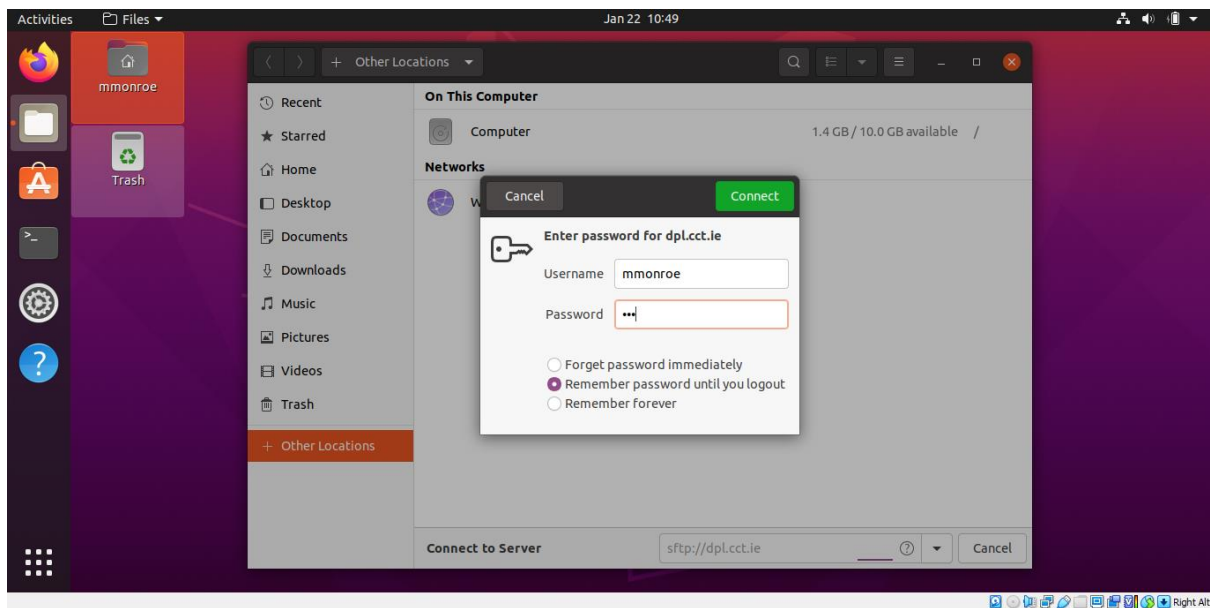 Activities Files Jan 22 10:49
mmonroe
Trash
Other Locations
Recent
Starred
Home
Desktop
Documents
Downloads
Music
Pictures
Videos
Trash
+ Other Locations
On This Computer
Computer 1.4 GB / 10.0 GB available /
Networks
Cancel Connect
Enter password for dpl.cct.ie
Username mmonroe
Password •••
Forget password immediately
Remember password until you logout
Remember forever
Connect to Server sftp://dpl.cct.ie ? Cancel
Right Alt